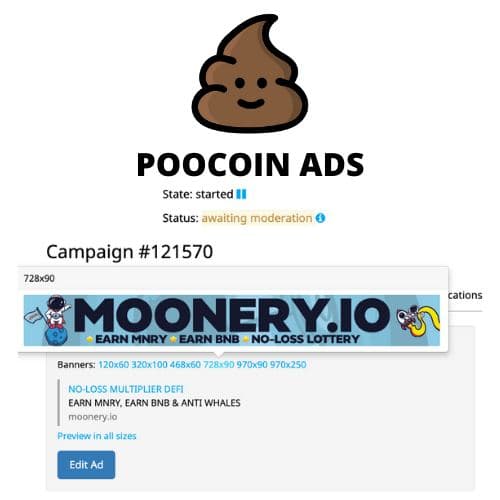 POOCOIN ADS
State: started
Status: awaiting moderation
Campaign #121570
728x90
cations
MOONERY.IO
EARN MNRY EARN BNB NO-LOSS LOTTERY
Banners: 120x60 320x100 468x60 728x90 970x90 970x250
NO-LOSS MULTIPLIER DEFI
EARN MNRY, EARN BNB & ANTI WHALES
moonery.io
Preview in all sizes
Edit Ad